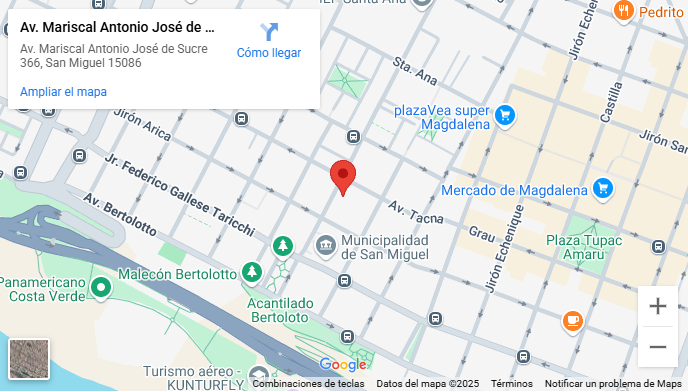 Av. Mariscal Antonio José de ...
Av. Mariscal Antonio José de Sucre
366, San Miguel 15086
Cómo llegar
Ampliar el mapa
Pedrito
Jirón Echenique
Sta. Ana
Castilla
plazaVea super
Magdalena
Jirón San
Jirón Arica
Jr. Federico Gallese Taricchi
Av. Bertolotto
Mercado de Magdalena
Av. Tacna
Grau
Jirón Echenique
Plaza Tupac
Amaru
Municipalidad
de San Miguel
Malecón Bertolotto
Panamericano
Costa Verde
Acantilado
Bertoloto
Turismo aéreo -
KUNTURFLY
Google
Combinaciones de teclas
Datos del mapa ©2025
Términos
Notificar un problema de Maps